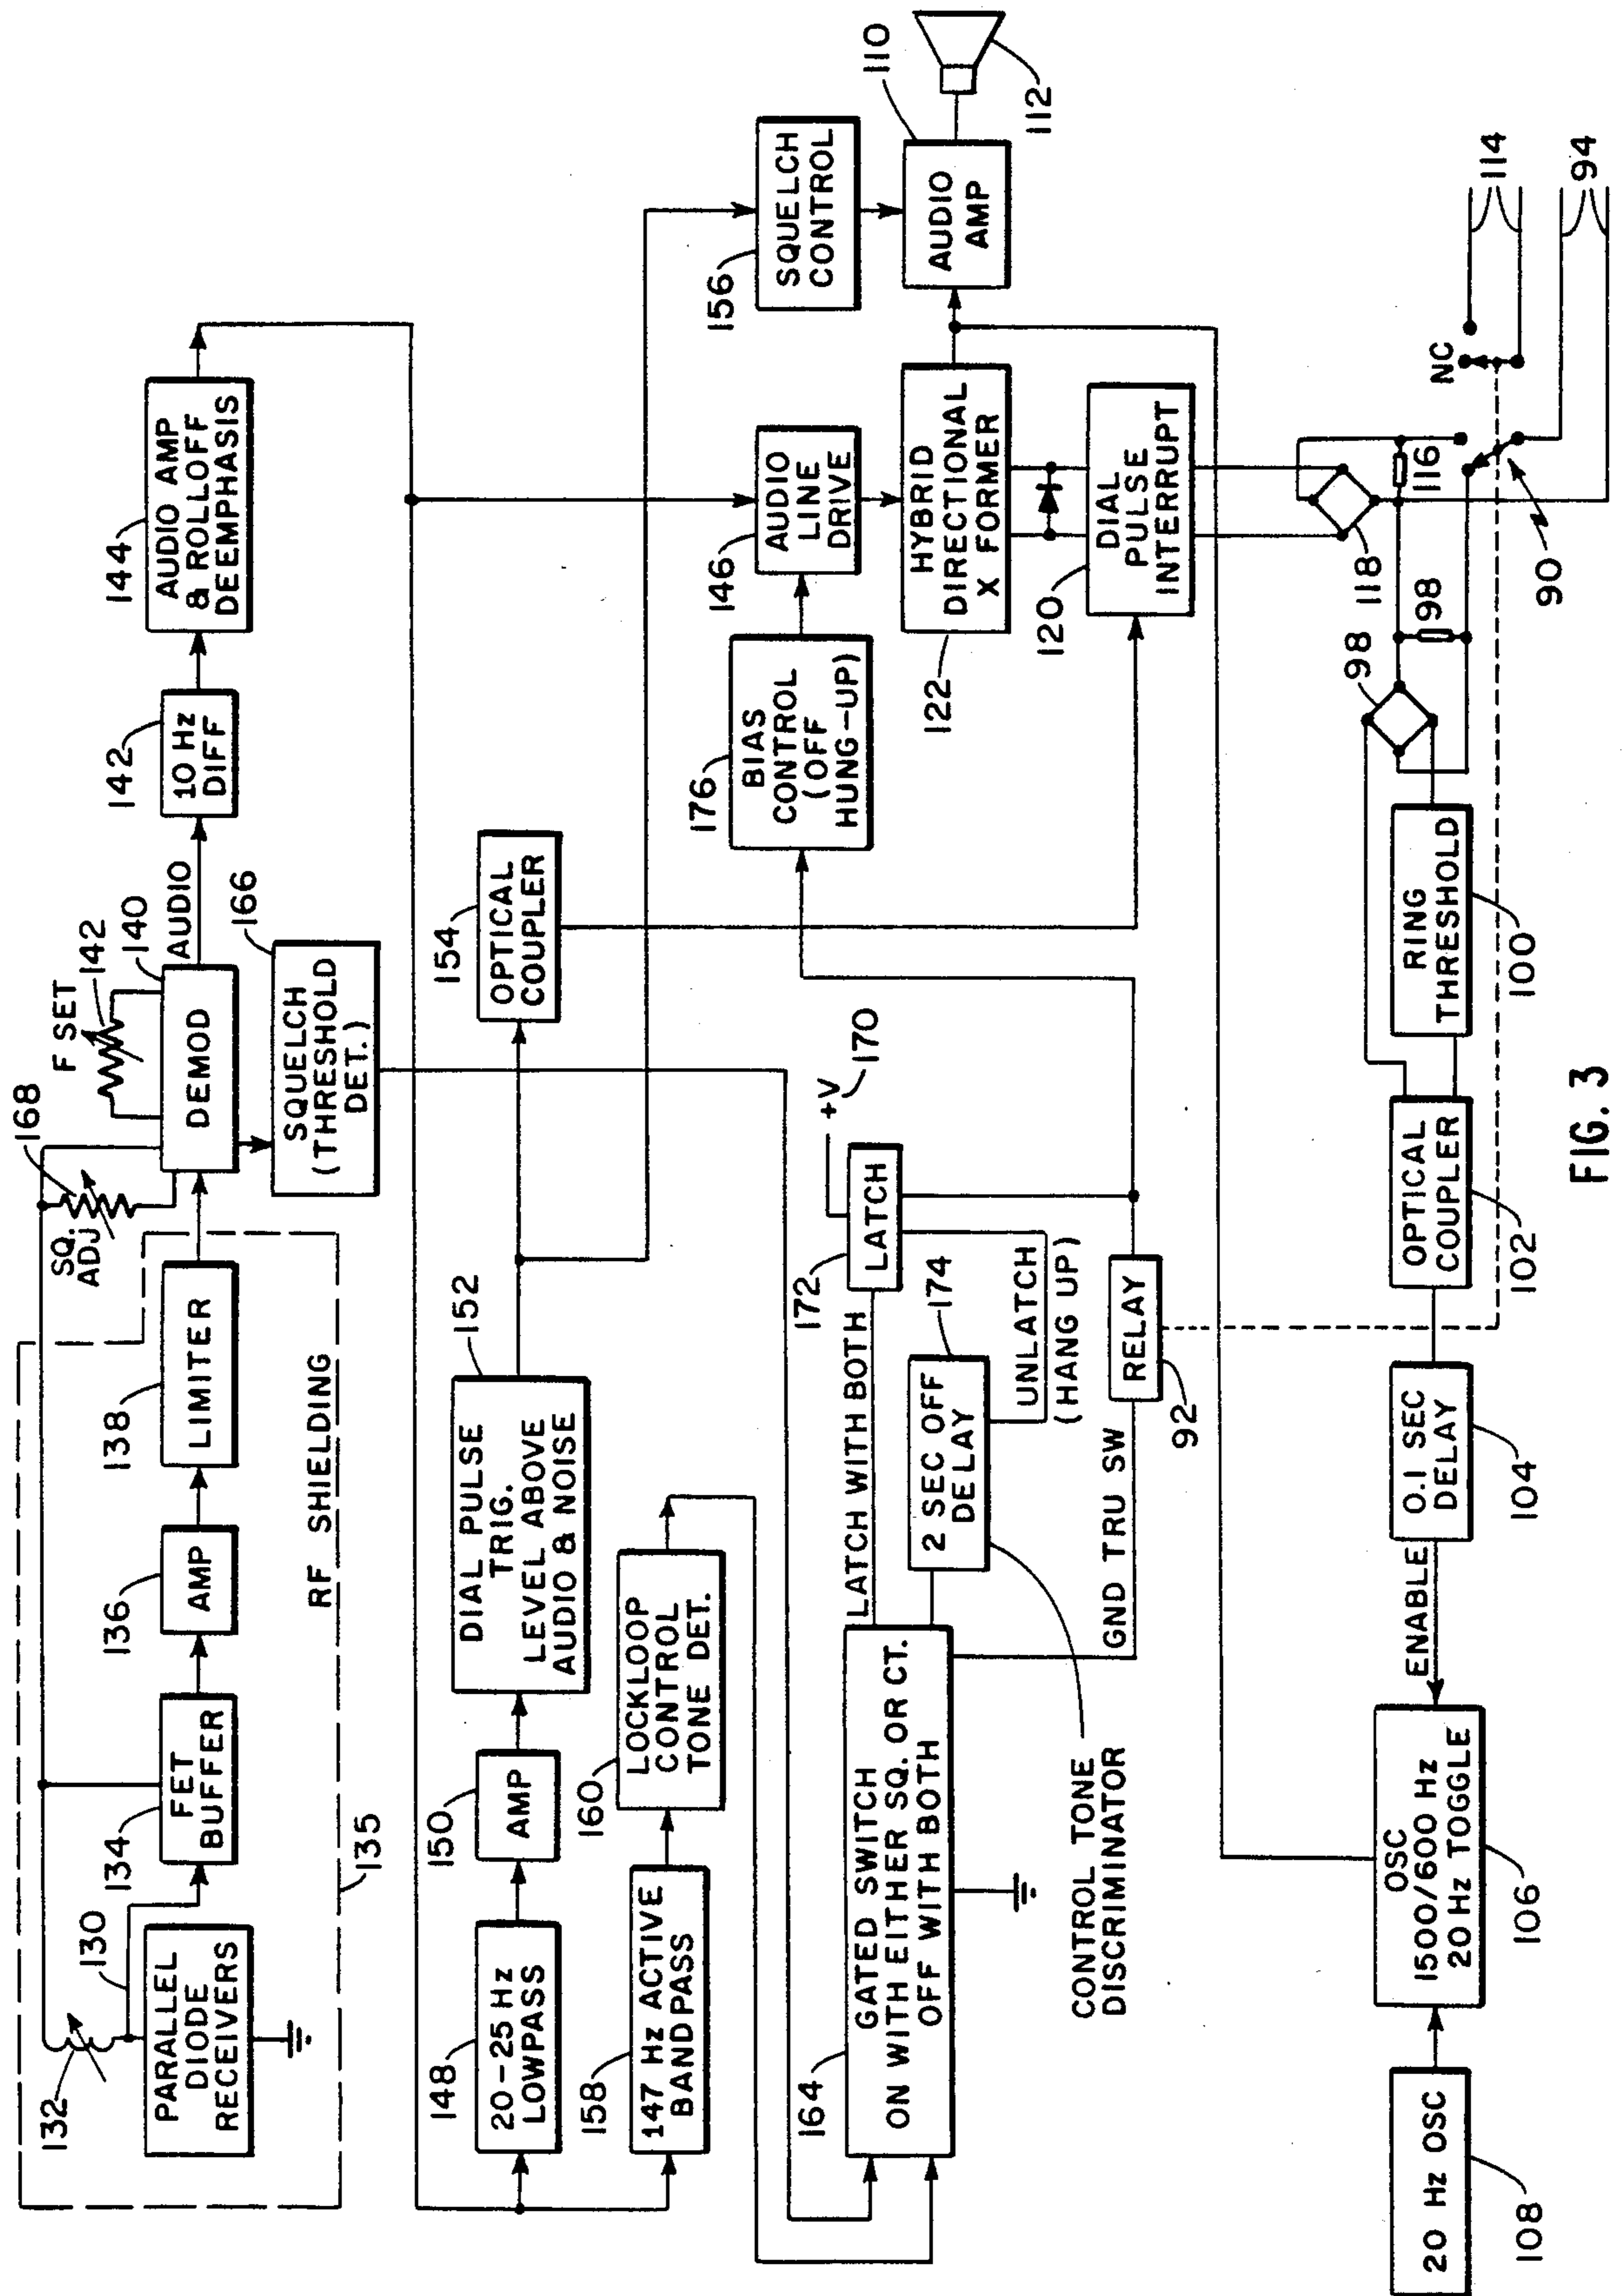 168
F SET
142
140
AUDIO
142
10 Hz
DIFF
144
AUDIO AMP
& ROLLOFF
DEEMPHASIS
132
130
PARALLEL
DIODE
RECEIVERS
134
FET
BUFFER
136
AMP
138
LIMITER
SQ.
ADJ
DEMOD
166
SQUELCH
(THRESHOLD
DET.)
RF SHIELDING
135
148
20-25 Hz
LOWPASS
150
AMP
152
DIAL PULSE
TRIG.
LEVEL ABOVE
AUDIO & NOISE
154
OPTICAL
COUPLER
156
SQUELCH
CONTROL
158
147 Hz ACTIVE
BANDPASS
160
LOCKLOOP
CONTROL
TONE DET.
176
BIAS
CONTROL
(OFF
HUNG-UP)
146
AUDIO
LINE
DRIVE
110
AUDIO
AMP
112
164
GATED SWITCH
ON WITH EITHER SQ. OR CT.
OFF WITH BOTH
LATCH WITH BOTH
172
LATCH
+V
170
174
2 SEC OFF
DELAY
UNLATCH
(HANG UP)
122
HYBRID
DIRECTIONAL
X FORMER
CONTROL TONE
DISCRIMINATOR
GND TRU SW
RELAY
92
120
DIAL
PULSE
INTERRUPT
108
20 Hz OSC
106
OSC
1500/600 Hz
20 Hz TOGGLE
ENABLE
104
0.1 SEC
DELAY
102
OPTICAL
COUPLER
100
RING
THRESHOLD
98
98
118
116
90
NC
114
94
FIG. 3